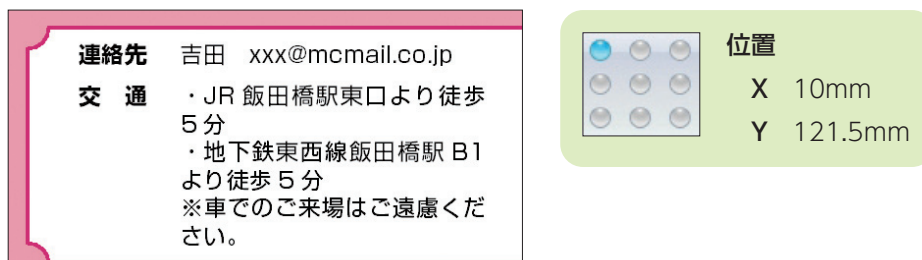 連絡先 吉田 xxx@mcmail.co.jp
交 通 ・JR 飯田橋駅東口より徒歩
5 分
・地下鉄東西線飯田橋駅 B1
より徒歩 5 分
※車でのご来場はご遠慮くだ
さい。
位置
X 10mm
Y 121.5mm